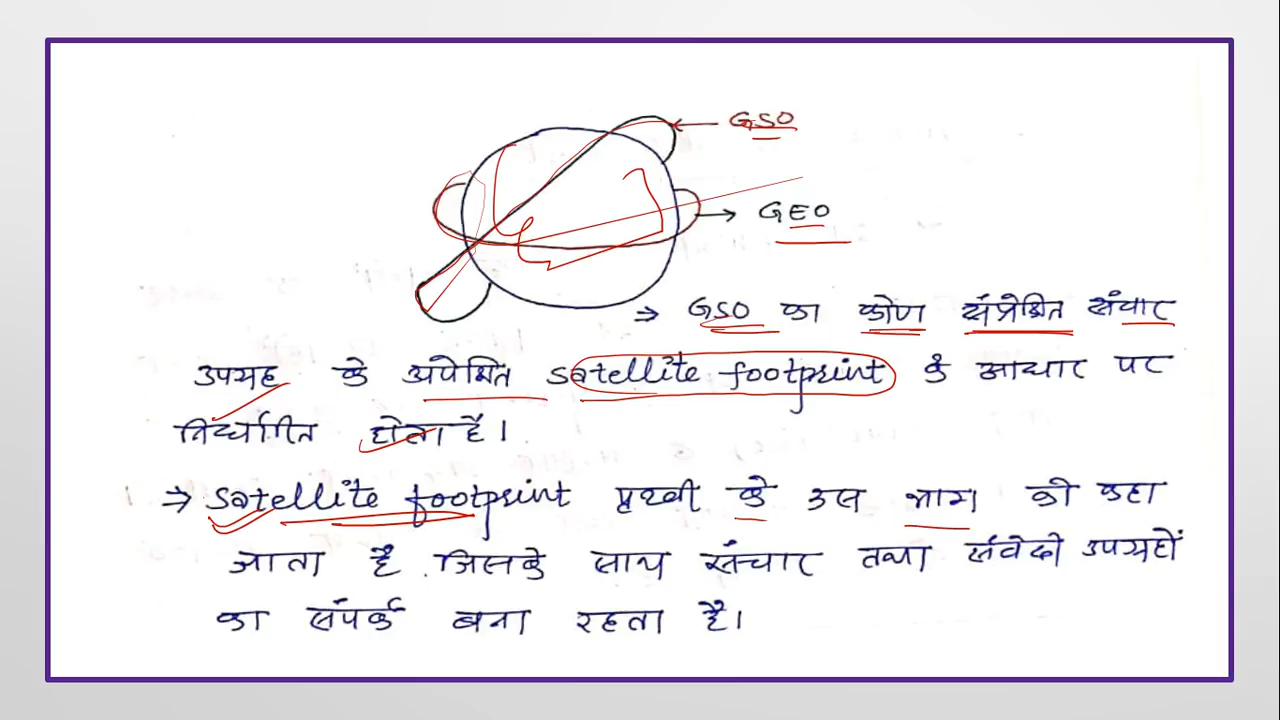 GSO
GEO
⇒ GSO का कोण संप्रेषित संचार
उपग्रह के अपेक्षित satellite footprint के आधार पर
निर्धारित होता है।
⇒ satellite footprint पृथ्वी के उस भाग को कहा
जाता है जिसके साथ संचार तथा संवेदी उपग्रहों
का संपर्क बना रहता है।